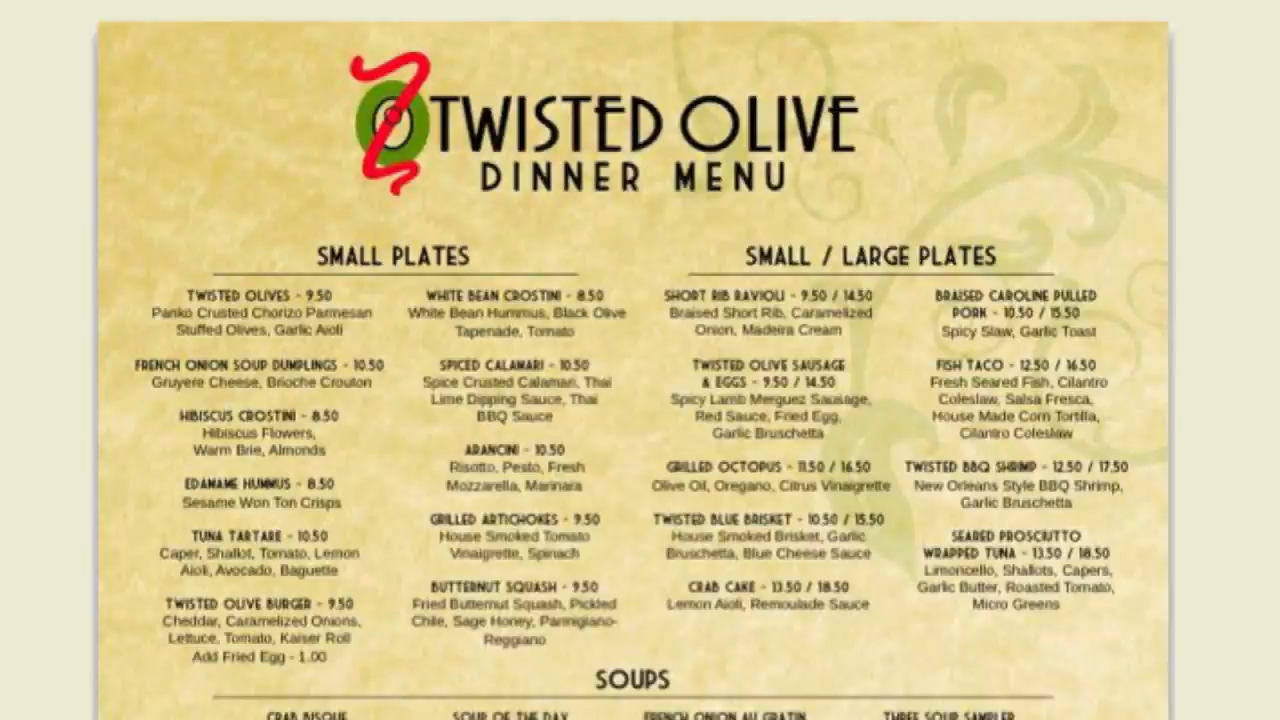 TWISTED OLIVE
DINNER MENU
SMALL PLATES
TWISTED OLIVES - 9.50
Panko Crusted Chorizo Parmesan
Stuffed Olives, Garlic Aioli
FRENCH ONION SOUP DUMPLINGS - 10.50
Gruyere Cheese, Brioche Crouton
HIBISCUS CROSTINI - 8.50
Hibiscus Flowers,
Warm Brie, Almonds
EDAMAME HUMMUS - 8.50
Sesame Won Ton Crisps
TUNA TARTARE - 10.50
Caper, Shallot, Tomato, Lemon
Aioli, Avocado, Baguette
TWISTED OLIVE BURGER - 9.50
Cheddar, Caramelized Onions,
Lettuce, Tomato, Kaiser Roll
Add Fried Egg - 1.00
WHITE BEAN CROSTINI - 8.50
White Bean Hummus, Black Olive
Tapenade, Tomato
SPICED CALAMARI - 10.50
Spice Crusted Calamari, Thai
Lime Dipping Sauce, Thai
BBQ Sauce
ARANCINI - 10.50
Risotto, Pesto, Fresh
Mozzarella, Marinara
GRILLED ARTICHOKES - 9.50
House Smoked Tomato
Vinaigrette, Spinach
BUTTERNUT SQUASH - 9.50
Fried Butternut Squash, Pickled
Chile, Sage Honey, Parmigiano-
Reggiano
SMALL / LARGE PLATES
SHORT RIB RAVIOLI - 9.50 / 14.50
Braised Short Rib, Caramelized
Onion, Madeira Cream
TWISTED OLIVE SAUSAGE
& EGGS - 9.50 / 14.50
Spicy Lamb Merguez Sausage,
Red Sauce, Fried Egg,
Garlic Bruschetta
GRILLED OCTOPUS - 11.50 / 16.50
Olive Oil, Oregano, Citrus Vinaigrette
TWISTED BLUE BRISKET - 10.50 / 15.50
House Smoked Brisket, Garlic
Bruschetta, Blue Cheese Sauce
CRAB CAKE - 13.50 / 18.50
Lemon Aioli, Remoulade Sauce
BRAISED CAROLINE PULLED
PORK - 10.50 / 15.50
Spicy Slaw, Garlic Toast
FISH TACO - 12.50 / 16.50
Fresh Seared Fish, Cilantro
Coleslaw, Salsa Fresca,
House Made Corn Tortilla,
Cilantro Coleslaw
TWISTED BBQ SHRIMP - 12.50 / 17.50
New Orleans Style BBQ Shrimp,
Garlic Bruschetta
SEARED PROSCIUTTO
WRAPPED TUNA - 13.50 / 18.50
Limoncello, Shallots, Capers,
Garlic Butter, Roasted Tomato,
Micro Greens
SOUPS
CRAB BISQUE
SOUP OF THE DAY
FRENCH ONION AU GRATIN
THREE SOUP SAMPLER